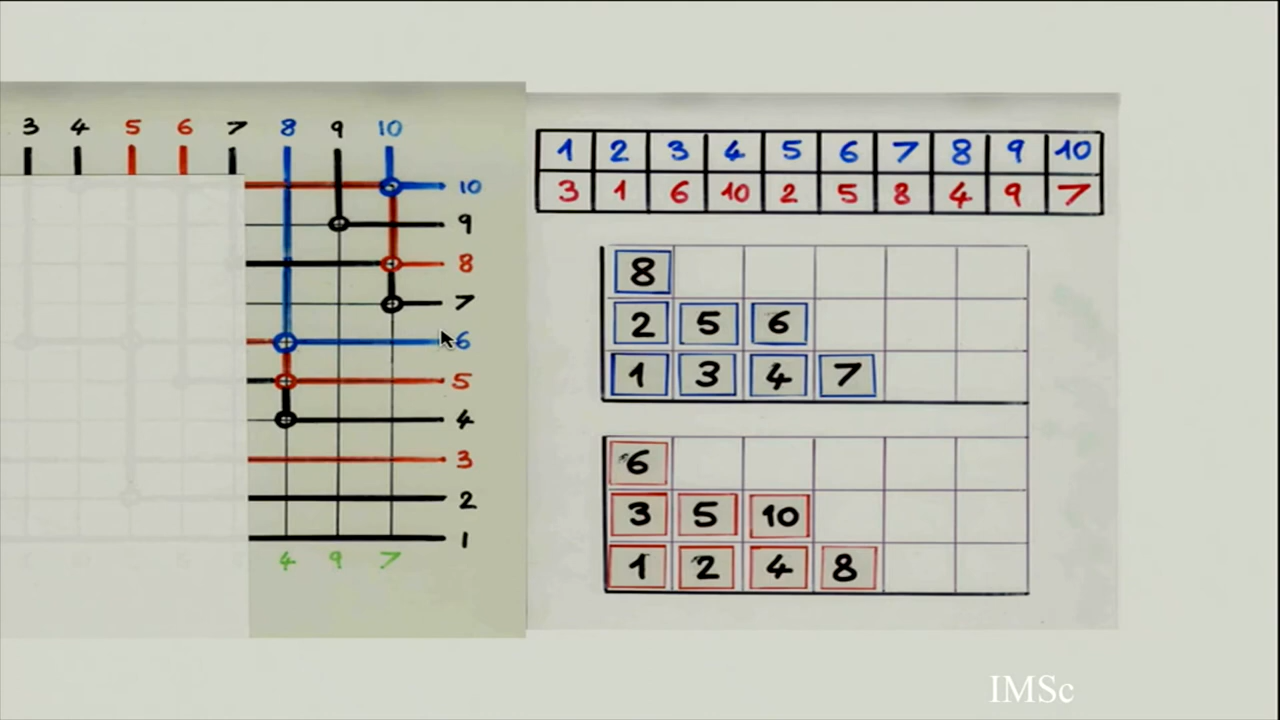 3 4 5 6 7 8 9 10
10
9
8
7
6
5
4
3
2
1
4 9 7
1 2 3 4 5 6 7 8 9 10
3 1 6 10 2 5 8 4 9 7
8
2 5 6
1 3 4 7
6
3 5 10
1 2 4 8
IMSc